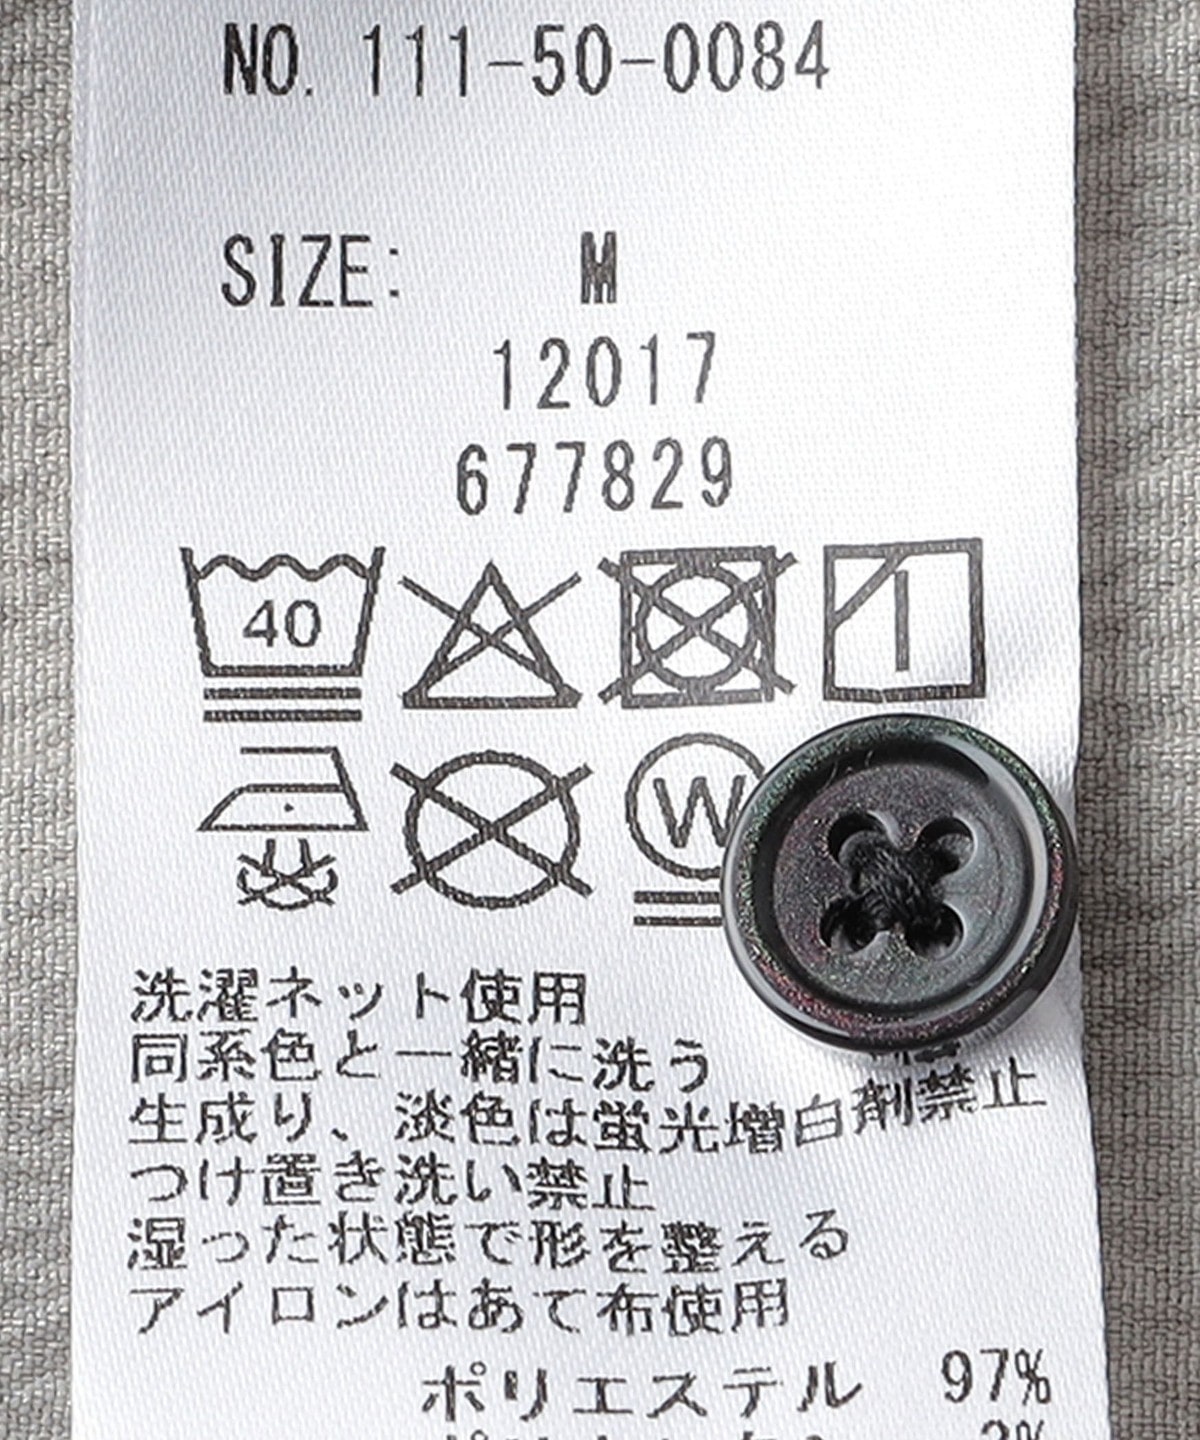 NO. 111-50-0084
SIZE: M
12017
677829
40
W
洗濯ネット使用
同系色と一緒に洗う
生成り、淡色は蛍光増白剤禁止
つけ置き洗い禁止
湿った状態で形を整える
アイロンはあて布使用
ポリエステル 97%